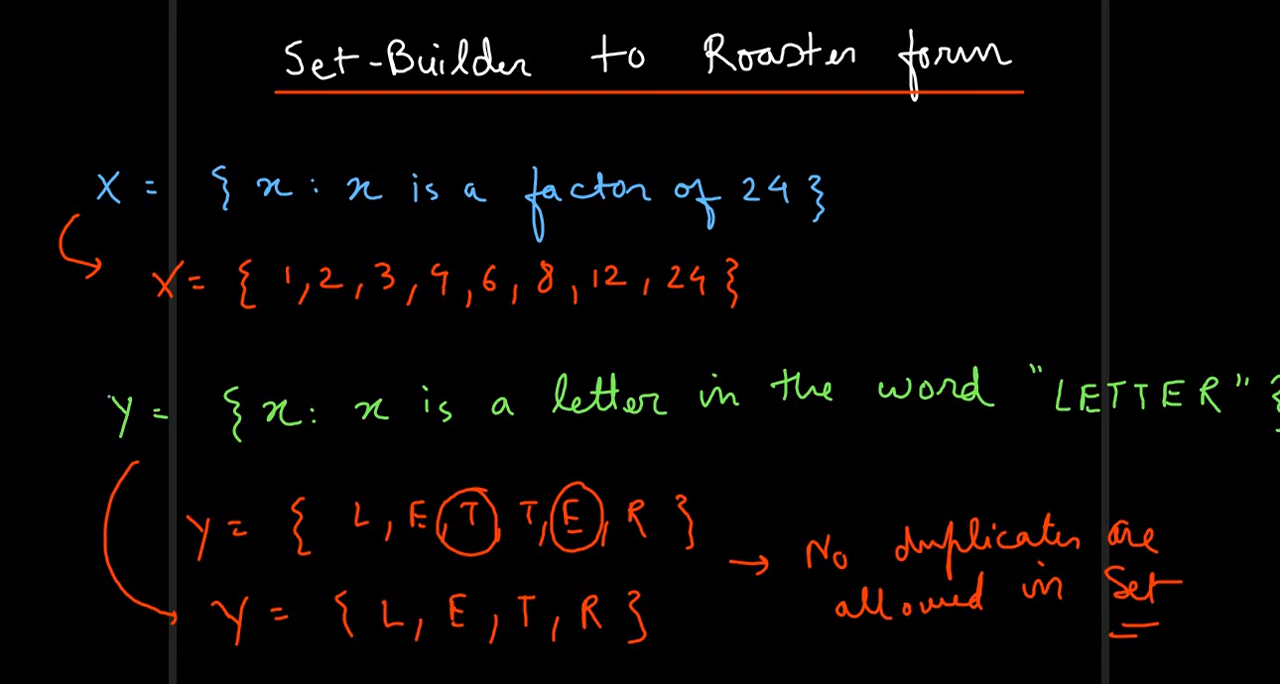 Set-Builder to Roaster form
X = { x : x is a factor of 24 }
X = { 1, 2, 3, 4, 6, 8, 12, 24 }
Y = { x : x is a letter in the word "LETTER" }
Y = { L, E, T, T, E, R }
→ No duplicates are
allowed in Set
Y = { L, E, T, R }